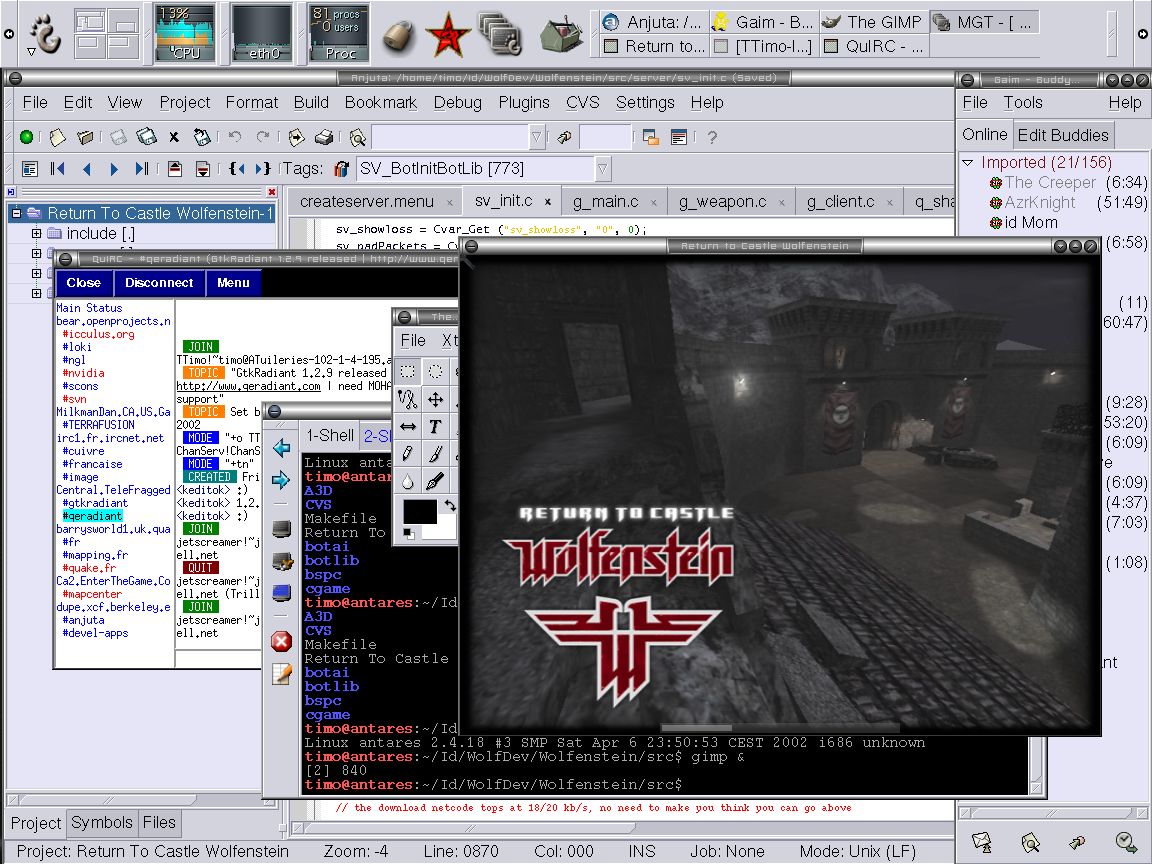 13%
CPU
eth0
81 procs
0 users
Proc
Anjuta: /...
Gaim - B...
The GIMP
MGT - [ ...
Return to...
[TTimo-I...]
QuIRC - ...
Anjuta: /home/timo/Id/WolfDev/Wolfenstein/src/server/sv_init.c (Saved)
File Edit View Project Format Build Bookmark Debug Plugins CVS Settings Help
Tags: SV_BotInitBotLib [773]
Return To Castle Wolfenstein-1
include [.]
createserver.menu sv_init.c g_main.c g_weapon.c g_client.c q_sha
sv_showloss = Cvar_Get ("sv_showloss", "0", 0);
Gaim - Buddy...
File Tools Help
Online Edit Buddies
Imported (21/156)
The Creeper (6:34)
AzrKnight (51:49)
id Mom
(6:58)
(11)
60:47)
(9:28)
53:20)
(6:09)
(6:09)
(4:37)
(7:03)
(1:08)
QuIRC - #qeradiant (GtkRadiant 1.2.9 released | http://www.qer
Close Disconnect Menu
Main Status
bear.openprojects.n
#icculus.org
#loki
#ngl
#nvidia
#scons
#svn
MilkmanDan.CA.US.Ga
#TERRAFUSION
irc1.fr.ircnet.net
#cuivre
#francaise
#image
Central.TeleFragged
#gtkradiant
#qeradiant
barrysworld1.uk.qua
#fr
#mapping.fr
#quake.fr
Ca2.EnterTheGame.Co
#mapcenter
dupe.xcf.berkeley.e
#anjuta
#devel-apps
JOIN
TTimo!~timo@ATuileries-102-1-4-195.a
TOPIC "GtkRadiant 1.2.9 released
http://www.qeradiant.com | I need MOHA
support"
TOPIC Set b
2002
MODE "+o TT
ChanServ!ChanS
MODE "+tn"
CREATED Fri
<keditok> :)
<keditok> 1.2.
<keditok> :)
JOIN
jetscreamer!~j
ell.net
QUIT
jetscreamer!~j
ell.net (Trill
JOIN
jetscreamer!~j
ell.net
The...
File Xt
1-Shell 2-Sh
Linux anta
timo@antar
A3D
CVS
Makefile
Return To
botai
botlib
bspc
cgame
timo@antares:~/Id
A3D
CVS
Makefile
Return To Castle
botai
botlib
bspc
cgame
timo@antares:~/Id
Linux antares 2.4.18 #3 SMP Sat Apr 6 23:50:53 CEST 2002 i686 unknown
timo@antares:~/Id/WolfDev/Wolfenstein/src$ gimp &
[2] 840
timo@antares:~/Id/WolfDev/Wolfenstein/src$
Return to Castle Wolfenstein
RETURN TO CASTLE
Wolfenstein
// the download netcode tops at 18/20 kb/s, no need to make you think you can go above
Project Symbols Files
Project: Return To Castle Wolfenstein Zoom: -4 Line: 0870 Col: 000 INS Job: None Mode: Unix (LF)